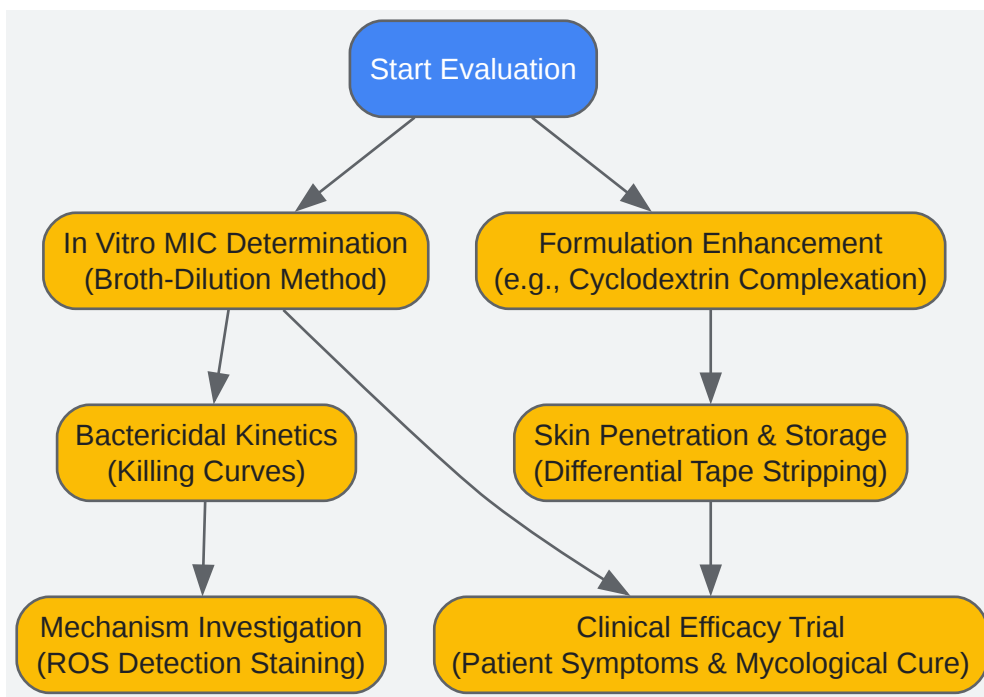 Start Evaluation
In Vitro MIC Determination
(Broth-Dilution Method)
Formulation Enhancement
(e.g., Cyclodextrin Complexation)
Bactericidal Kinetics
(Killing Curves)
Skin Penetration & Storage
(Differential Tape Stripping)
Mechanism Investigation
(ROS Detection Staining)
Clinical Efficacy Trial
(Patient Symptoms & Mycological Cure)